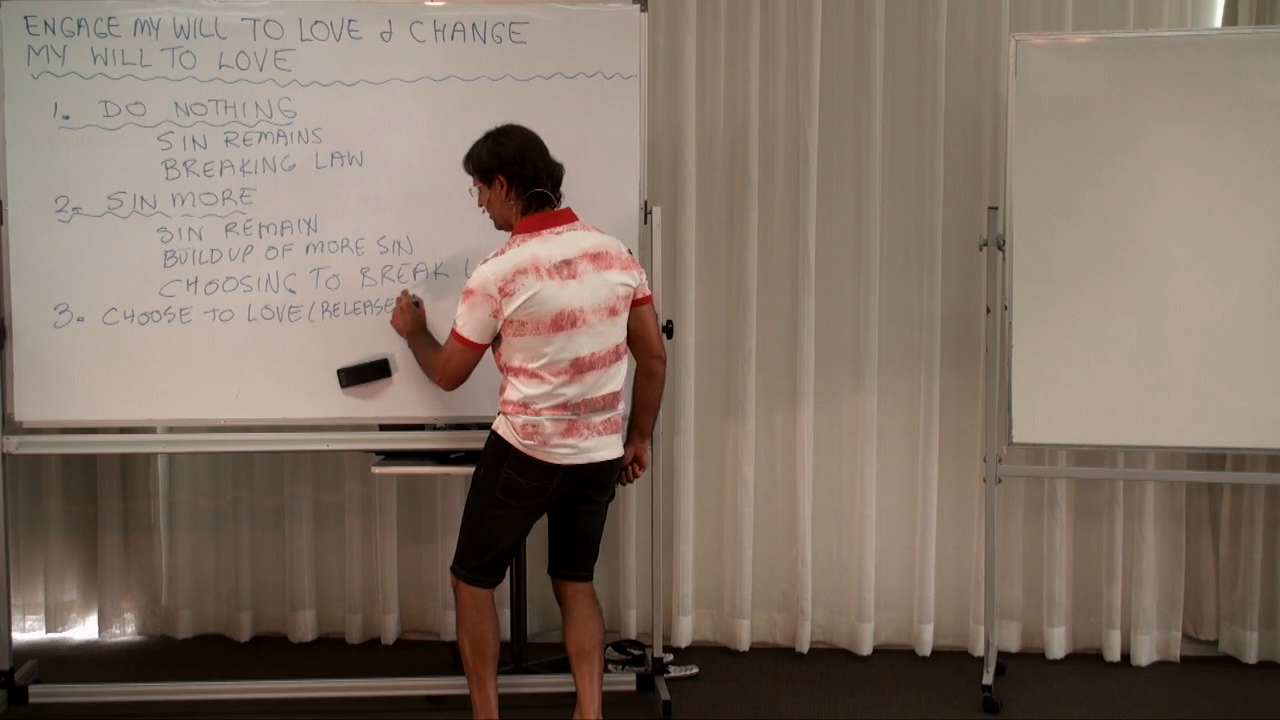 ENGAGE MY WILL TO LOVE & CHANGE
MY WILL TO LOVE
1. DO NOTHING
SIN REMAINS
BREAKING LAW
2. SIN MORE
SIN REMAIN
BUILDUP OF MORE SIN
CHOOSING TO BREAK
3. CHOOSE TO LOVE (RELEASE